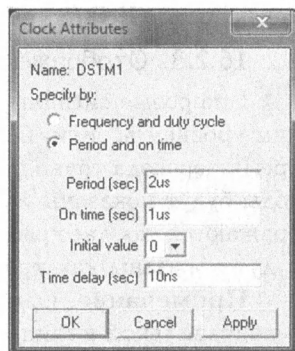 Clock Attributes
Name: DSTM1
Specify by:
Frequency and duty cycle
Period and on time
Period (sec) 2us
On time (sec) 1us
Initial value 0
Time delay (sec) 10ns
OK Cancel Apply